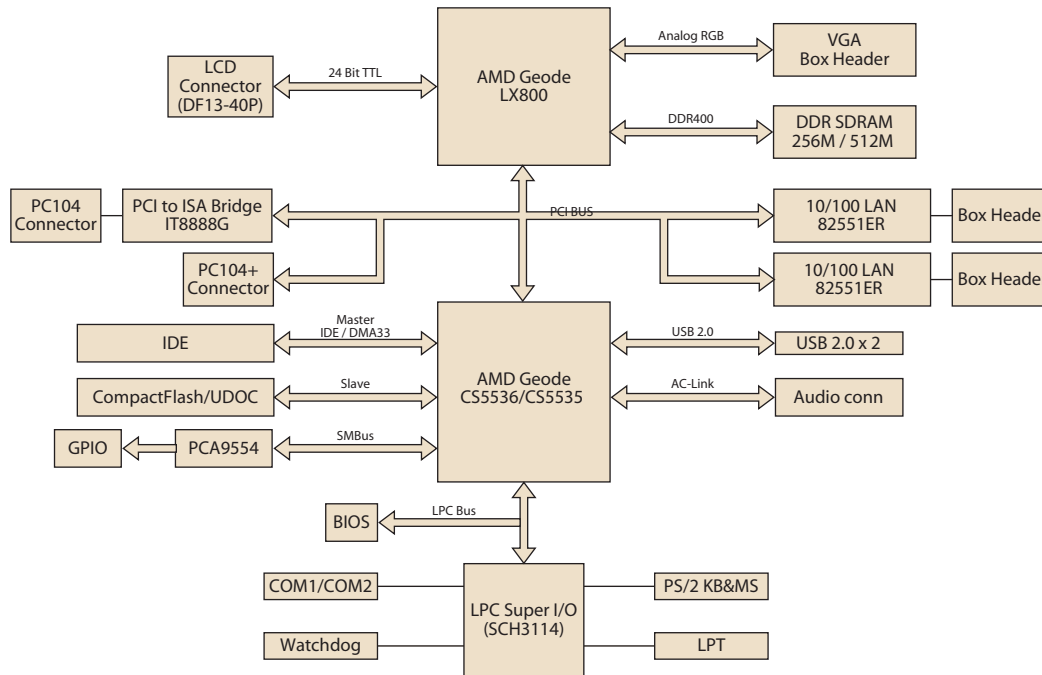 Analog RGB
VGA
Box Header
LCD
Connector
(DF13-40P)
24 Bit TTL
AMD Geode
LX800
DDR400
DDR SDRAM
256M / 512M
PC104
Connector
PCI to ISA Bridge
IT8888G
PCI BUS
10/100 LAN
82551ER
Box Header
PC104+
Connector
10/100 LAN
82551ER
Box Header
IDE
Master
IDE / DMA33
USB 2.0
USB 2.0 x 2
AMD Geode
CS5536/CS5535
CompactFlash/UDOC
Slave
AC-Link
Audio conn
GPIO
PCA9554
SMBus
BIOS
LPC Bus
COM1/COM2
LPC Super I/O
(SCH3114)
PS/2 KB&MS
Watchdog
LPT